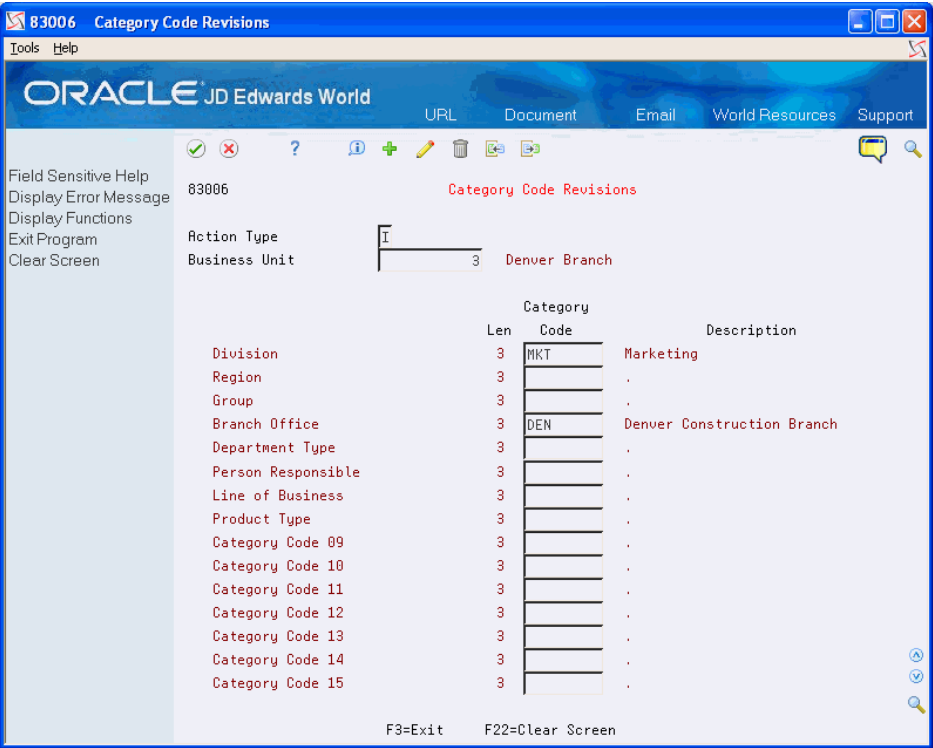 83006 Category Code Revisions
Tools Help
ORACLE JD Edwards World
URL Document Email World Resources Support
Field Sensitive Help
Display Error Message
Display Functions
Exit Program
Clear Screen
83006 Category Code Revisions
Action Type I
Business Unit 3 Denver Branch
Category
Len Code Description
Division 3 MKT Marketing
Region 3 .
Group 3 .
Branch Office 3 DEN Denver Construction Branch
Department Type 3 .
Person Responsible 3 .
Line of Business 3 .
Product Type 3 .
Category Code 09 3 .
Category Code 10 3 .
Category Code 11 3 .
Category Code 12 3 .
Category Code 13 3 .
Category Code 14 3 .
Category Code 15 3 .
F3=Exit F22=Clear Screen